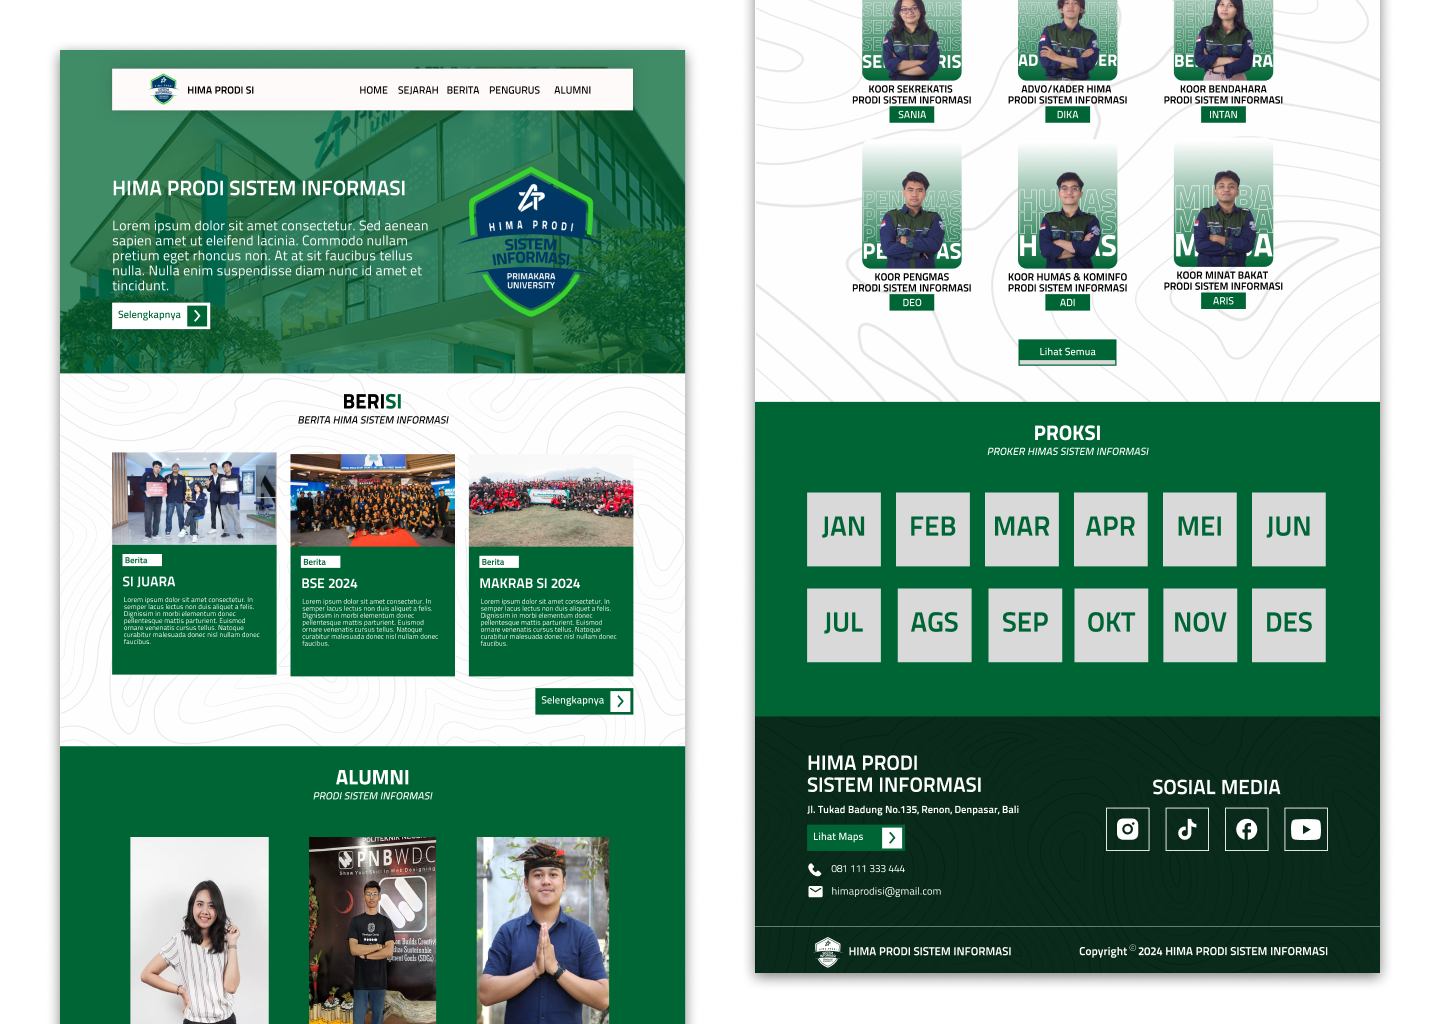 HIMA PRODI SI
HOME SEJARAH BERITA PENGURUS ALUMNI
HIMA PRODI SISTEM INFORMASI
Lorem ipsum dolor sit amet consectetur. Sed aenean
sapien amet ut eleifend lacinia. Commodo nullam
pretium eget rhoncus non. At at sit faucibus tellus
nulla. Nulla enim suspendisse diam nunc id amet et
tincidunt.
Selengkapnya
HIMA PRODI
SISTEM
INFORMASI
PRIMAKARA
UNIVERSITY
BERISI
BERITA HIMA SISTEM INFORMASI
Berita
SI JUARA
Lorem ipsum dolor sit amet consectetur. In
semper lacus lectus non duis aliquet a felis.
Dignissim in morbi elementum donec
pellentesque mattis parturient. Euismod
ornare venenatis cursus tellus. Natoque
curabitur malesuada donec nisl nullam donec
faucibus.
Berita
BSE 2024
Lorem ipsum dolor sit amet consectetur. In
semper lacus lectus non duis aliquet a felis.
Dignissim in morbi elementum donec
pellentesque mattis parturient. Euismod
ornare venenatis cursus tellus. Natoque
curabitur malesuada donec nisl nullam donec
faucibus.
Berita
MAKRAB SI 2024
Lorem ipsum dolor sit amet consectetur. In
semper lacus lectus non duis aliquet a felis.
Dignissim in morbi elementum donec
pellentesque mattis parturient. Euismod
ornare venenatis cursus tellus. Natoque
curabitur malesuada donec nisl nullam donec
faucibus.
Selengkapnya
ALUMNI
PRODI SISTEM INFORMASI
PNBWDC
Show Your Skill in Web Designing
KOOR SEKREKATIS
PRODI SISTEM INFORMASI
SANIA
ADVO/KADER HIMA
PRODI SISTEM INFORMASI
DIKA
KOOR BENDAHARA
PRODI SISTEM INFORMASI
INTAN
KOOR PENGMAS
PRODI SISTEM INFORMASI
DEO
KOOR HUMAS & KOMINFO
PRODI SISTEM INFORMASI
ADI
KOOR MINAT BAKAT
PRODI SISTEM INFORMASI
ARIS
Lihat Semua
PROKSI
PROKER HIMAS SISTEM INFORMASI
JAN FEB MAR APR MEI JUN
JUL AGS SEP OKT NOV DES
HIMA PRODI
SISTEM INFORMASI
Jl. Tukad Badung No.135, Renon, Denpasar, Bali
Lihat Maps
081 111 333 444
himaprodisi@gmail.com
SOSIAL MEDIA
HIMA PRODI SISTEM INFORMASI
Copyright © 2024 HIMA PRODI SISTEM INFORMASI